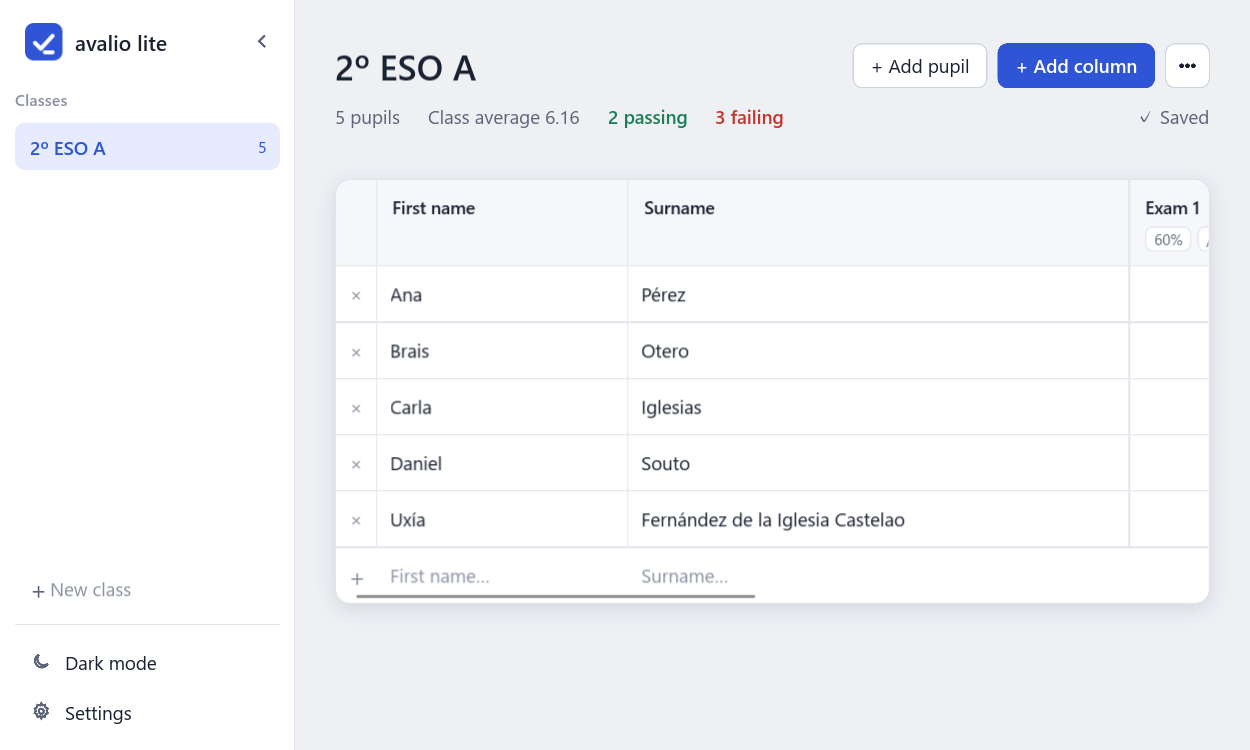 avalio lite
Classes
2º ESO A 5
+ New class
Dark mode
Settings
2º ESO A
+ Add pupil
+ Add column
5 pupils Class average 6.16 2 passing 3 failing
✓ Saved
First name Surname Exam 1
60%
× Ana Pérez
× Brais Otero
× Carla Iglesias
× Daniel Souto
× Uxía Fernández de la Iglesia Castelao
+ First name... Surname...